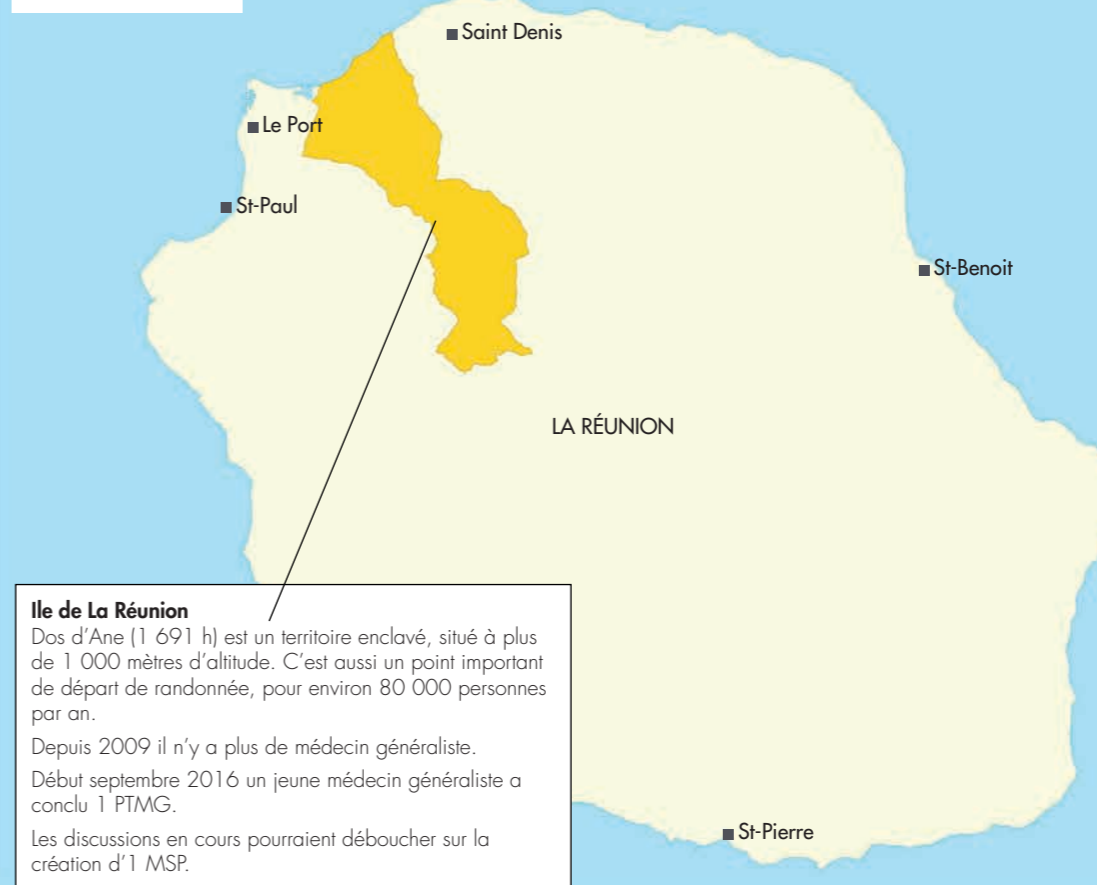 Saint Denis
Le Port
St-Paul
St-Benoit
LA RÉUNION
Ile de La Réunion
Dos d'Ane (1 691 h) est un territoire enclavé, situé à plus
de 1 000 mètres d'altitude. C'est aussi un point important
de départ de randonnée, pour environ 80 000 personnes
par an.
Depuis 2009 il n'y a plus de médecin généraliste.
Début septembre 2016 un jeune médecin généraliste a
conclu 1 PTMG.
Les discussions en cours pourraient déboucher sur la
création d'1 MSP.
St-Pierre